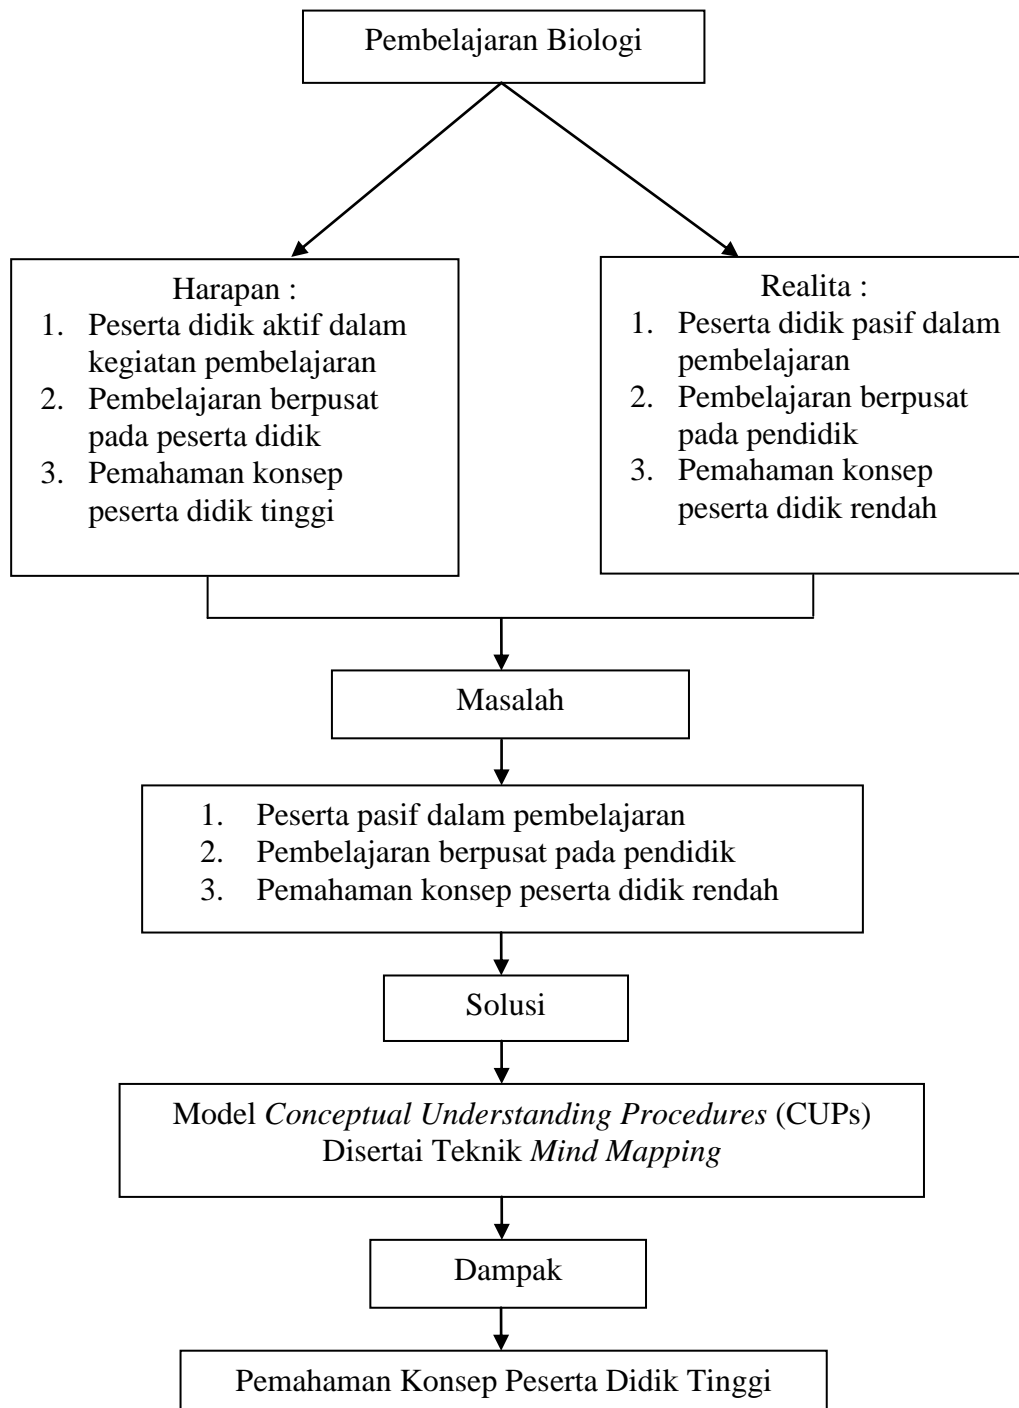 Pembelajaran Biologi
Harapan :
1. Peserta didik aktif dalam
kegiatan pembelajaran
2. Pembelajaran berpusat
pada peserta didik
3. Pemahaman konsep
peserta didik tinggi
Realita :
1. Peserta didik pasif dalam
pembelajaran
2. Pembelajaran berpusat
pada pendidik
3. Pemahaman konsep
peserta didik rendah
Masalah
1. Peserta pasif dalam pembelajaran
2. Pembelajaran berpusat pada pendidik
3. Pemahaman konsep peserta didik rendah
Solusi
Model Conceptual Understanding Procedures (CUPs)
Disertai Teknik Mind Mapping
Dampak
Pemahaman Konsep Peserta Didik Tinggi